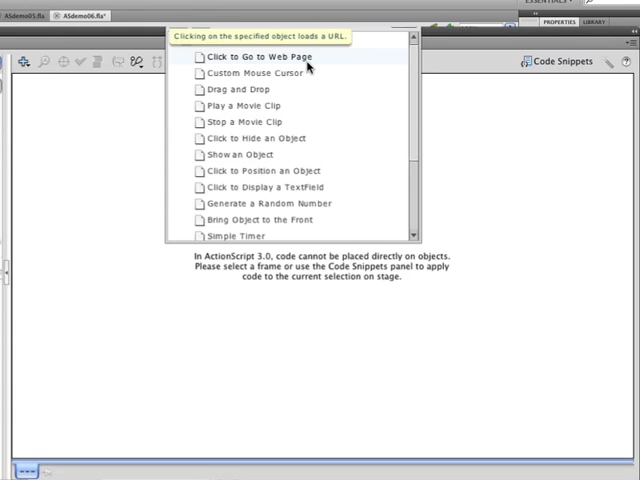 ESSENTIALS
ASdemo05.fla
ASdemo06.fla*
PROPERTIES
LIBRARY
Clicking on the specified object loads a URL.
Click to Go to Web Page
Code Snippets
Custom Mouse Cursor
Drag and Drop
Play a Movie Clip
Stop a Movie Clip
Click to Hide an Object
Show an Object
Click to Position an Object
Click to Display a TextField
Generate a Random Number
Bring Object to the Front
Simple Timer
In ActionScript 3.0, code cannot be placed directly on objects.
Please select a frame or use the Code Snippets panel to apply
code to the current selection on stage.